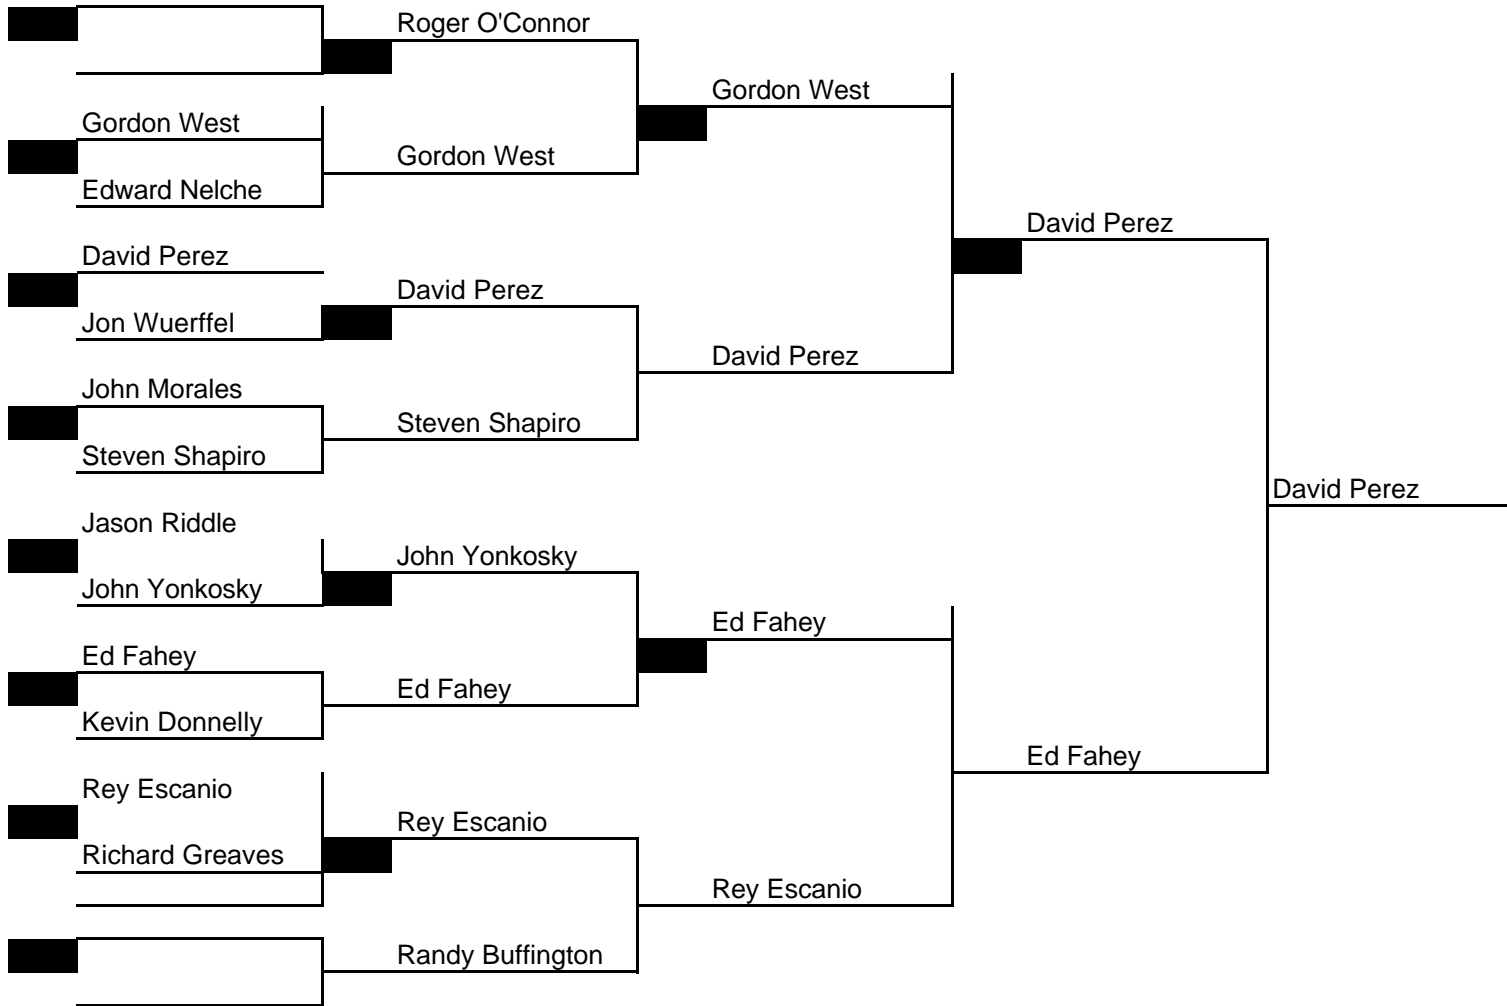 Roger O'Connor
Gordon West
Gordon West
Gordon West
Edward Nelche
David Perez
David Perez
David Perez
Jon Wuerffel
David Perez
John Morales
Steven Shapiro
Steven Shapiro
David Perez
Jason Riddle
John Yonkosky
John Yonkosky
Ed Fahey
Ed Fahey
Ed Fahey
Kevin Donnelly
Ed Fahey
Rey Escanio
Rey Escanio
Richard Greaves
Rey Escanio
Randy Buffington